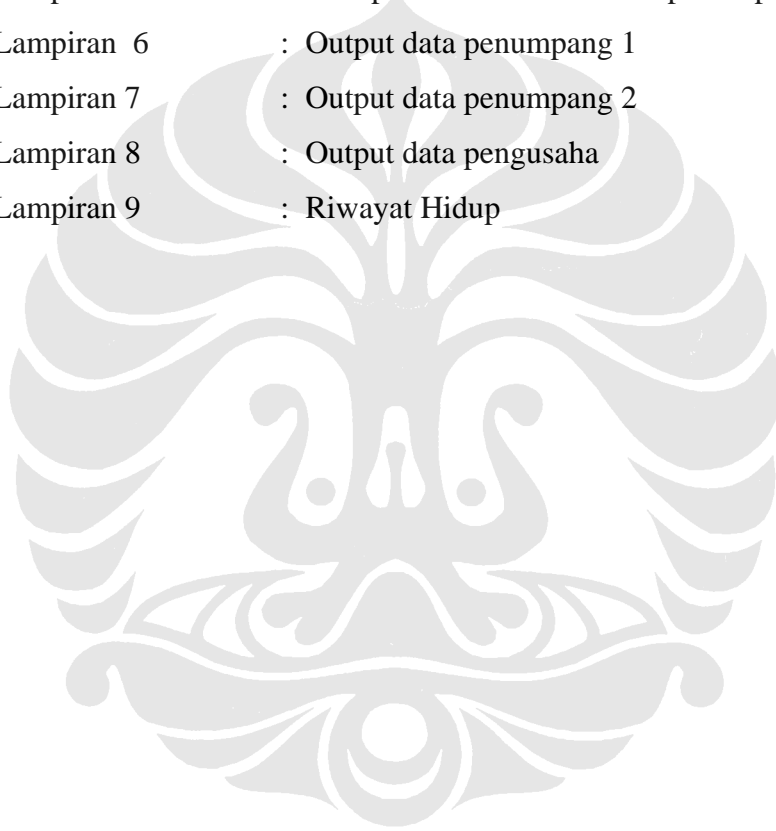 Lampiran 6 : Output data penumpang 1
Lampiran 7 : Output data penumpang 2
Lampiran 8 : Output data pengusaha
Lampiran 9 : Riwayat Hidup